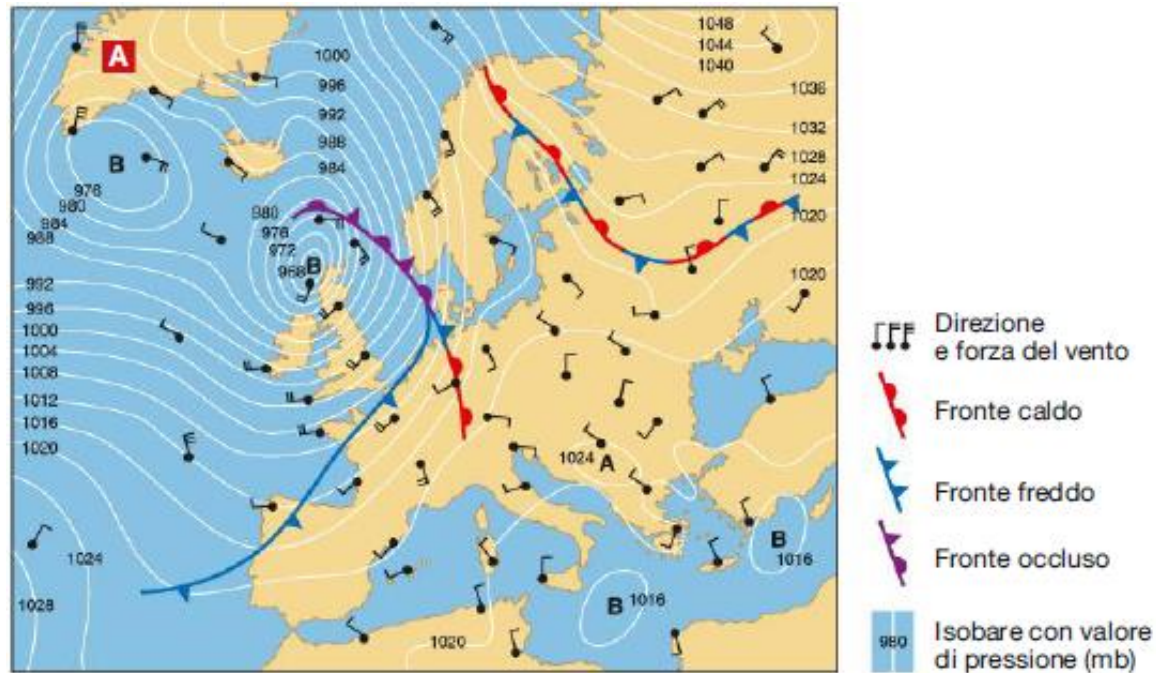 A
1048
1044
1040
1000
996
992
988
984
1036
1032
1028
1024
1020
B
976
980
984
988
980
976
972
968
B
1020
992
996
1000
1004
1008
1012
1016
1020
1024
A
1024
1028
B
1016
B
1016
1020
Direzione
e forza del vento
Fronte caldo
Fronte freddo
Fronte occluso
980
Isobare con valore
di pressione (mb)